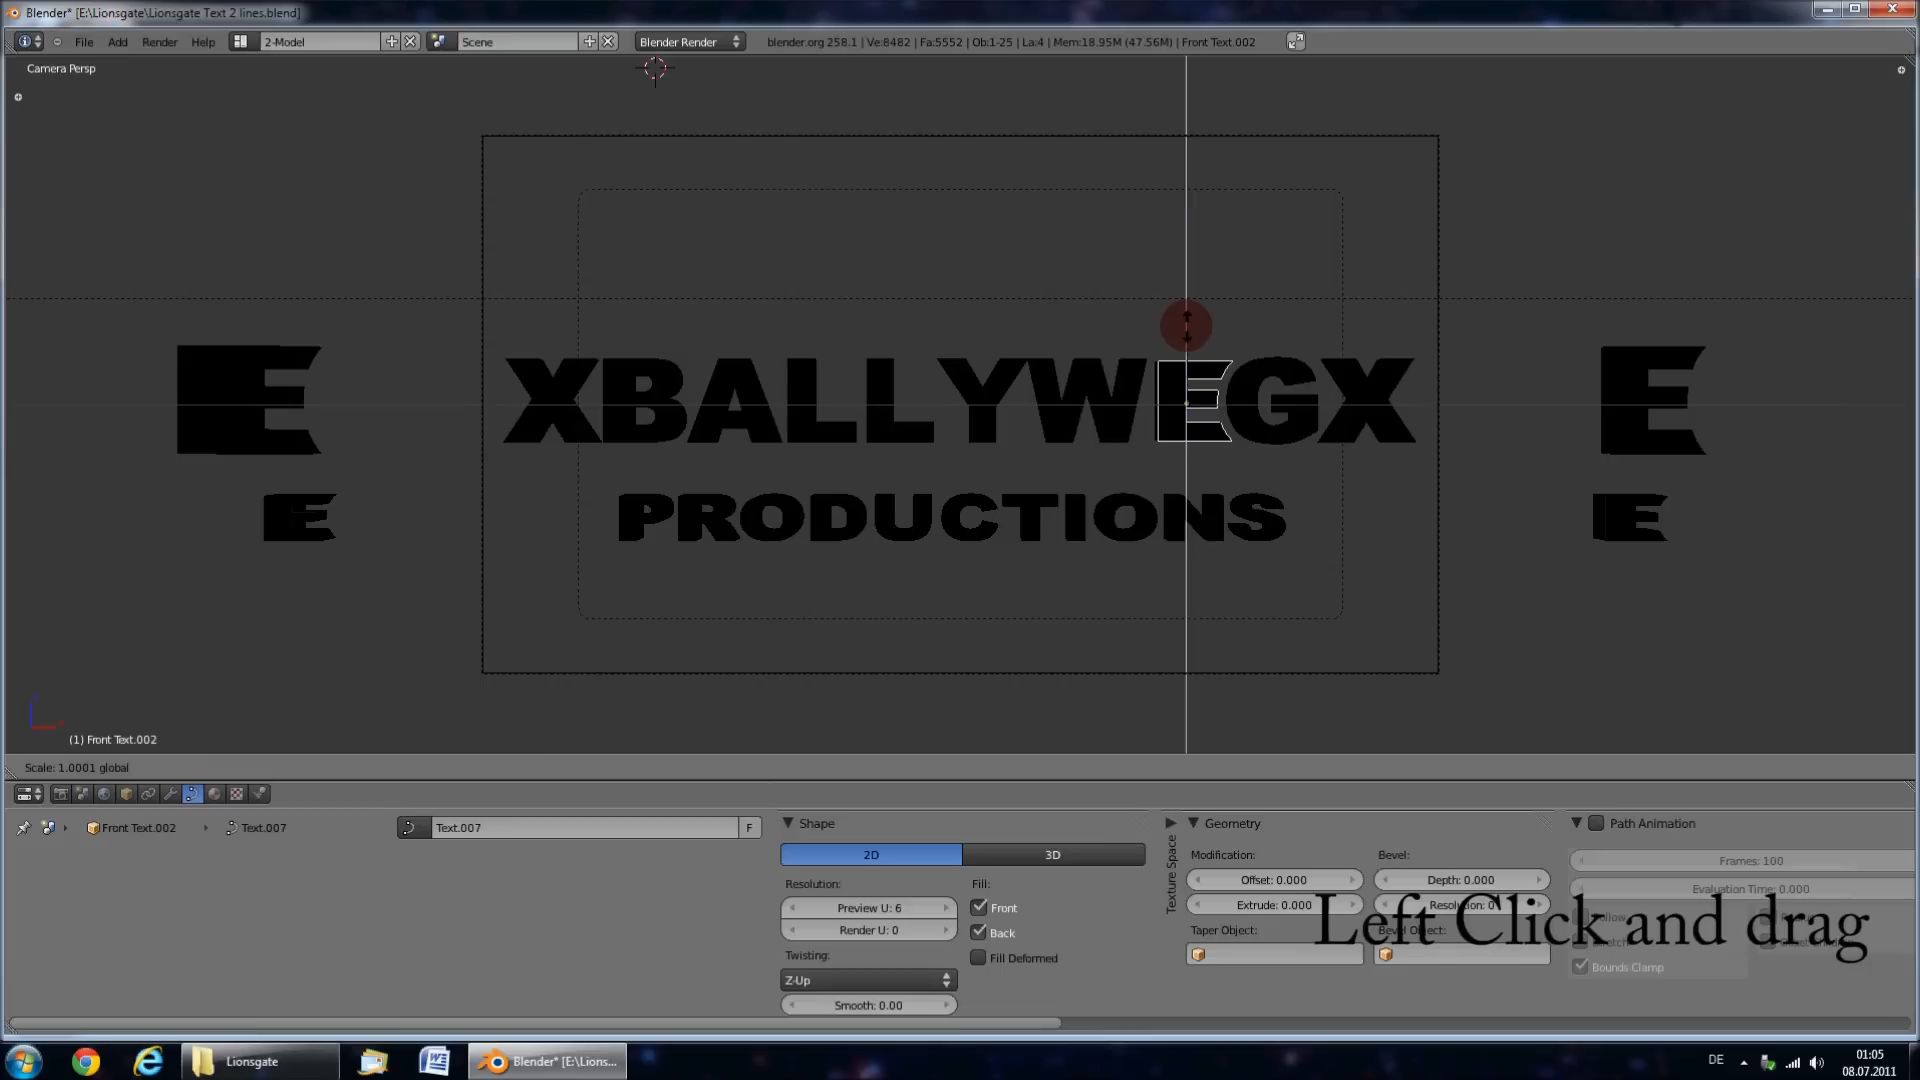 Blender* [E:\Lionsgate\Lionsgate Text 2 lines.blend]
File Add Render Help 2-Model Scene Blender Render blender.org 258.1 | Ve:8482 | Fa:5552 | Ob:1-25 | La:4 | Mem:18.95M (47.56M) | Front Text.002
Camera Persp
E XBALLYWEGX E
E PRODUCTIONS E
(1) Front Text.002
Scale: 1.0001 global
Front Text.002 Text.007 Text.007 F
Shape
2D 3D
Resolution: Fill:
Preview U: 6 Front
Render U: 0 Back
Twisting: Fill Deformed
Z-Up
Smooth: 0.00
Texture Space
Geometry
Modification: Bevel:
Offset: 0.000 Depth: 0.000
Extrude: 0.000 Resolution: 0
Taper Object: Bevel Object:
Path Animation
Frames: 100
Evaluation Time: 0.000
Bounds Clamp
Left Click and drag
Lionsgate Blender* [E:\Lions... DE 01:05
08.07.2011